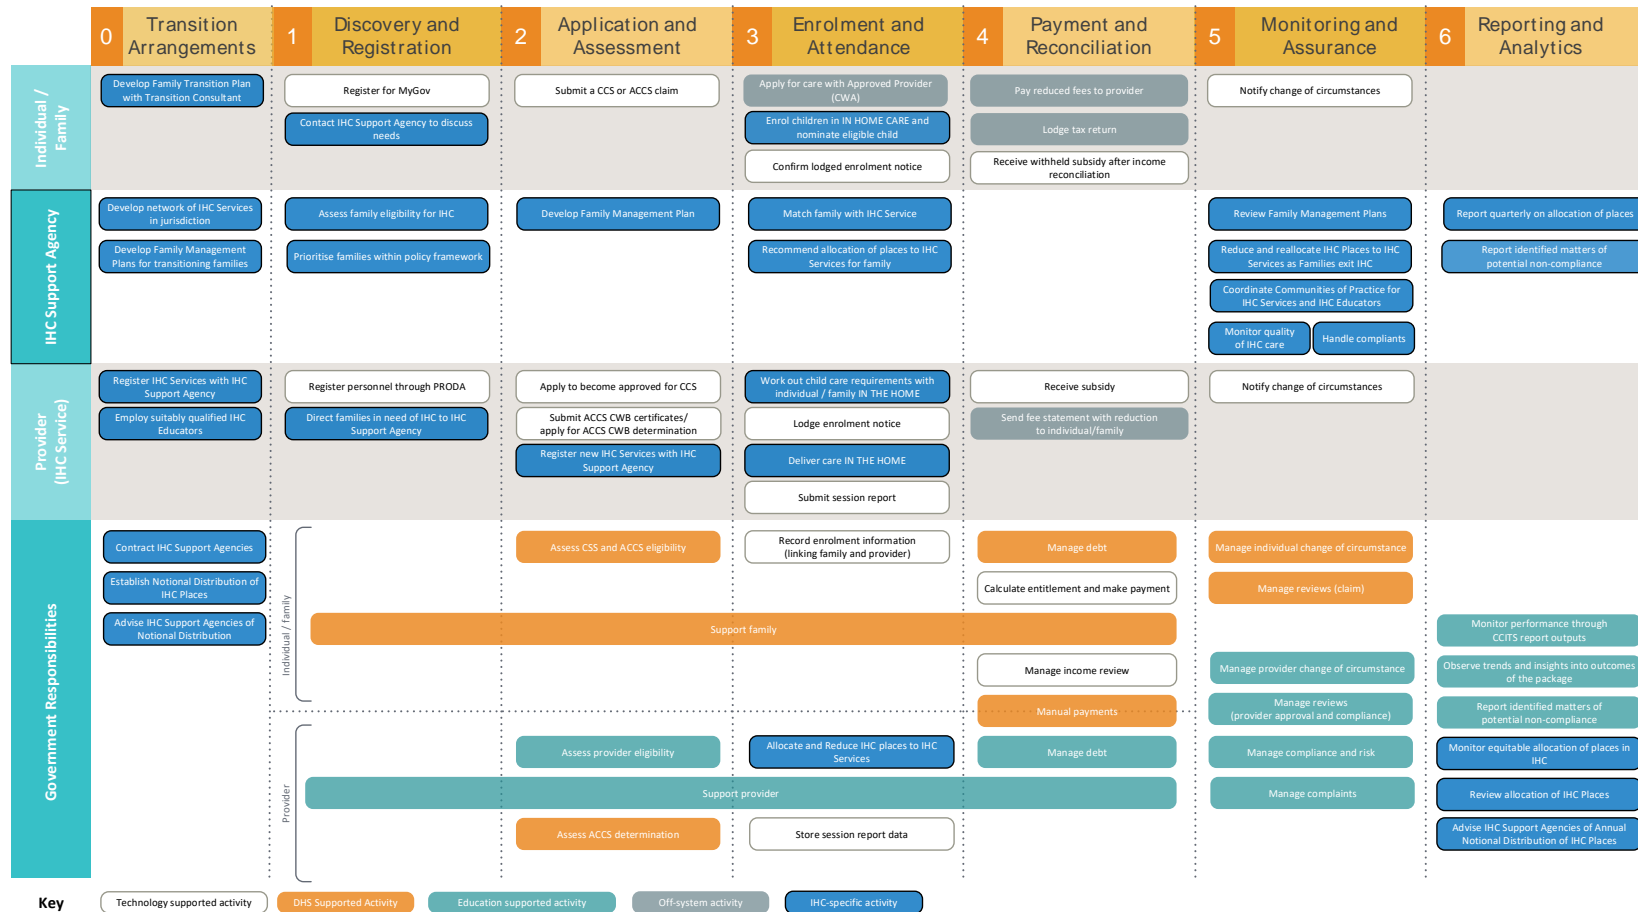 0
Transition
Arrangements
1
Discovery and
Registration
2
Application and
Assessment
3
Enrolment and
Attendance
4
Payment and
Reconciliation
5
Monitoring and
Assurance
6
Reporting and
Analytics
Individual /
Family
Develop Family Transition Plan
with Transition Consultant
Register for MyGov
Contact IHC Support Agency to discuss
needs
Submit a CCS or ACCS claim
Apply for care with Approved Provider
(CWA)
Enrol children in IN HOME CARE and
nominate eligible child
Confirm lodged enrolment notice
Pay reduced fees to provider
Lodge tax return
Receive withheld subsidy after income
reconciliation
Notify change of circumstances
IHC Support Agency
Develop network of IHC Services
in jurisdiction
Develop Family Management
Plans for transitioning families
Assess family eligibility for IHC
Prioritise families within policy framework
Develop Family Management Plan
Match family with IHC Service
Recommend allocation of places to IHC
Services for family
Review Family Management Plans
Reduce and reallocate IHC Places to IHC
Services as Families exit IHC
Coordinate Communities of Practice for
IHC Services and IHC Educators
Monitor quality
of IHC care
Handle compliants
Report quarterly on allocation of places
Report identified matters of
potential non-compliance
Provider
(IHC Service)
Register IHC Services with IHC
Support Agency
Employ suitably qualified IHC
Educators
Register personnel through PRODA
Direct families in need of IHC to IHC
Support Agency
Apply to become approved for CCS
Submit ACCS CWB certificates/
apply for ACCS CWB determination
Register new IHC Services with IHC
Support Agency
Work out child care requirements with
individual / family IN THE HOME
Lodge enrolment notice
Deliver care IN THE HOME
Submit session report
Receive subsidy
Send fee statement with reduction
to individual/family
Notify change of circumstances
Government Responsibilities
Contract IHC Support Agencies
Establish Notional Distribution of
IHC Places
Advise IHC Support Agencies of
Notional Distribution
Individual / family
Assess CSS and ACCS eligibility
Record enrolment information
(linking family and provider)
Manage debt
Calculate entitlement and make payment
Support family
Manage income review
Manual payments
Manage individual change of circumstance
Manage reviews (claim)
Manage provider change of circumstance
Manage reviews
(provider approval and compliance)
Monitor performance through
CCITS report outputs
Observe trends and insights into outcomes
of the package
Report identified matters of
potential non-compliance
Provider
Assess provider eligibility
Allocate and Reduce IHC places to IHC
Services
Manage debt
Manage compliance and risk
Monitor equitable allocation of places in
IHC
Support provider
Manage complaints
Review allocation of IHC Places
Assess ACCS determination
Store session report data
Advise IHC Support Agencies of Annual
Notional Distribution of IHC Places
Key
Technology supported activity
DHS Supported Activity
Education supported activity
Off-system activity
IHC-specific activity